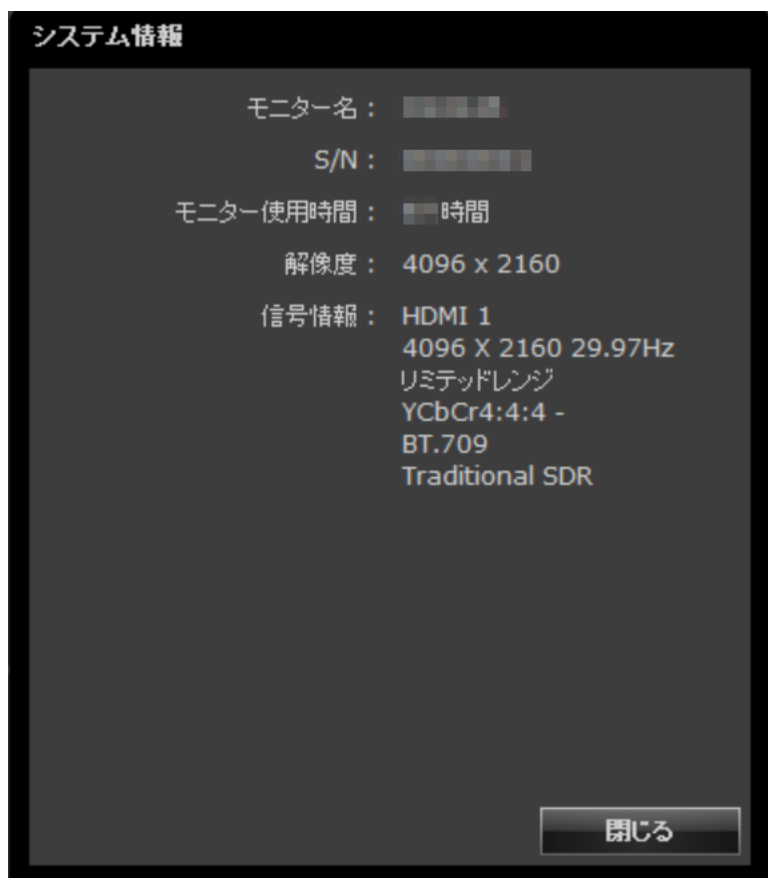 システム情報
モニター名：
S/N：
モニター使用時間： 時間
解像度： 4096 x 2160
信号情報： HDMI 1
4096 X 2160 29.97Hz
リミテッドレンジ
YCbCr4:4:4 -
BT.709
Traditional SDR
閉じる